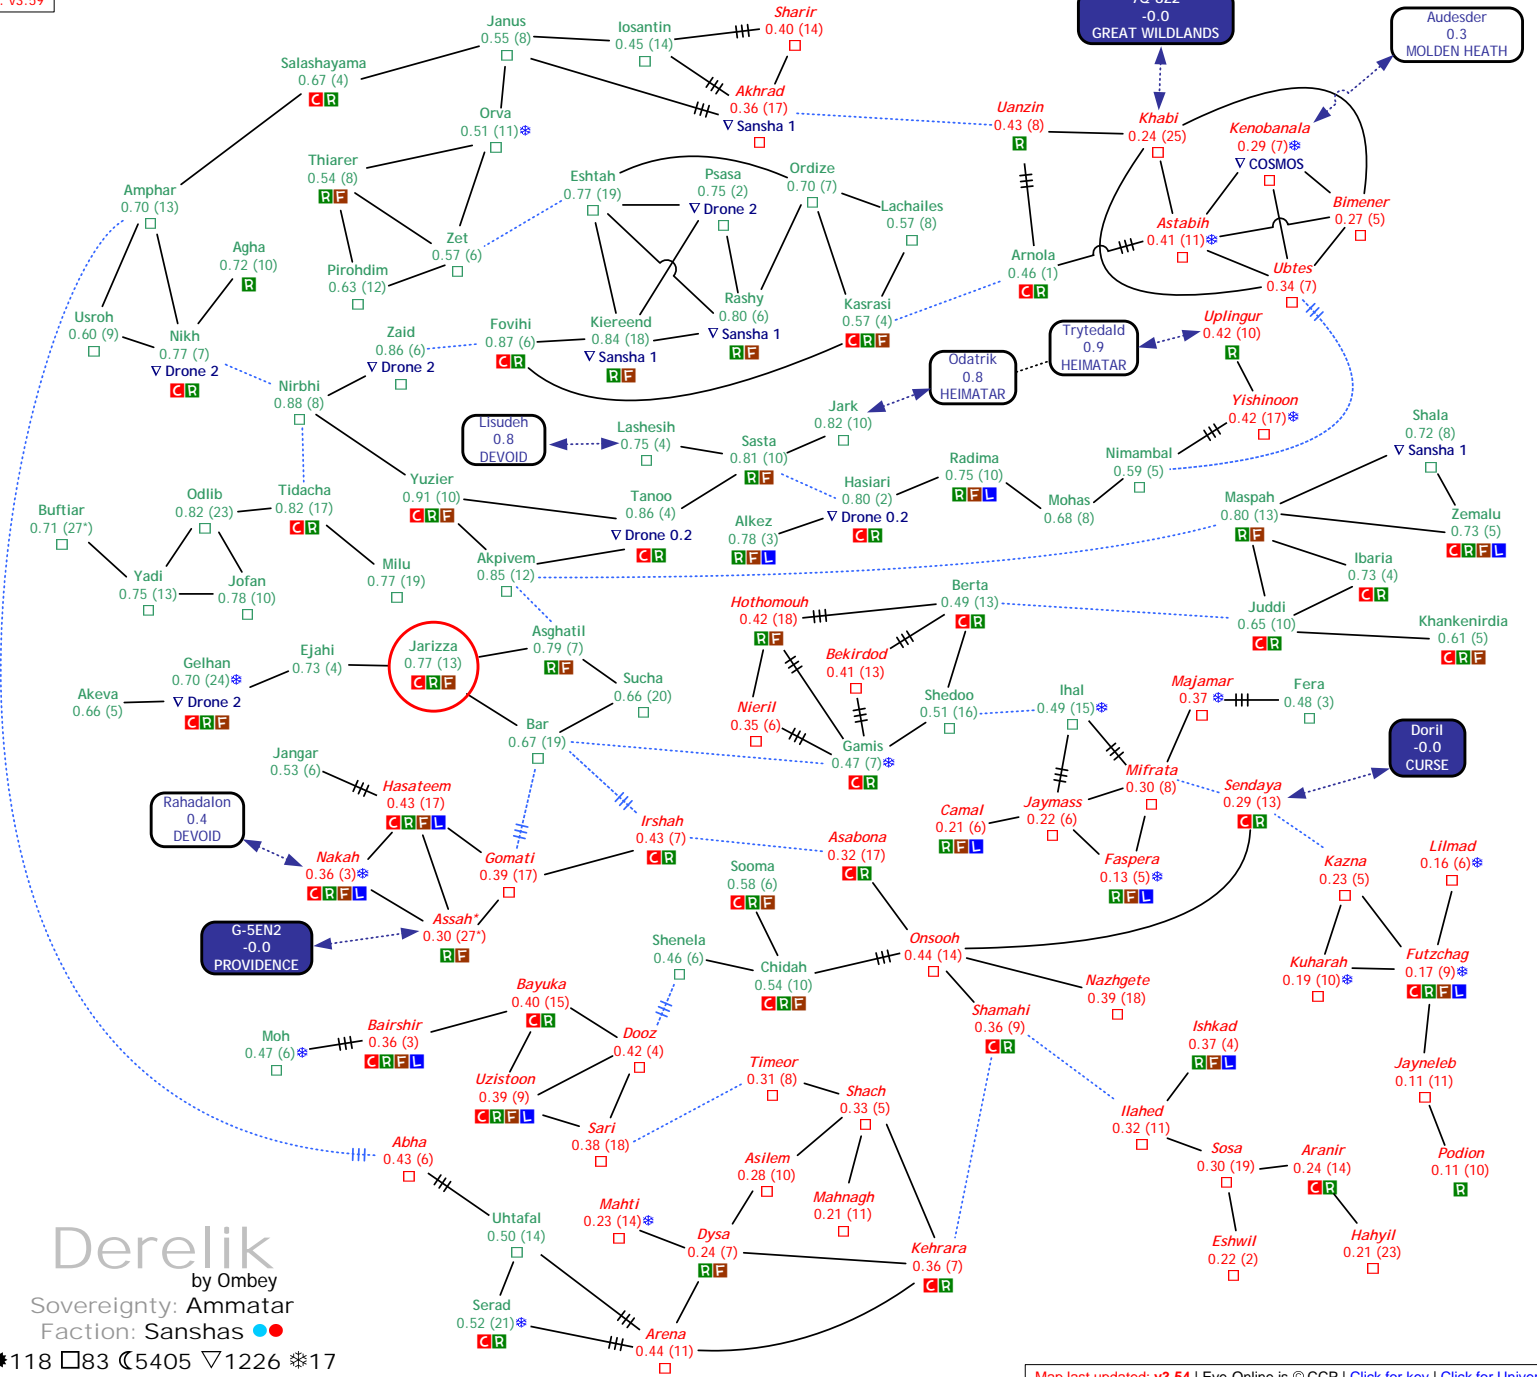 Janus
0.55 (8)
Iosantin
0.45 (14)
Sharir
0.40 (14)
-0.0
GREAT WILDLANDS
Audesder
0.3
MOLDEN HEATH
Salashayama
0.67 (4)
C R
Akhrad
0.36 (17)
▽ Sansha 1
Orva
0.51 (11)❄
Uanzin
0.43 (8)
R
Khabi
0.24 (25)
Kenobanala
0.29 (7)❄
▽ COSMOS
Thiarer
0.54 (8)
R F
Amphar
0.70 (13)
Eshtah
0.77 (19)
Psasa
0.75 (2)
▽ Drone 2
Ordize
0.70 (7)
Lachailes
0.57 (8)
Bimener
0.27 (5)
Astabih
0.41 (11)❄
Agha
0.72 (10)
R
Zet
0.57 (6)
Pirohdim
0.63 (12)
Arnola
0.46 (1)
C R
Ubtes
0.34 (7)
Usroh
0.60 (9)
Nikh
0.77 (7)
▽ Drone 2
C R
Zaid
0.86 (6)
▽ Drone 2
Fovihi
0.87 (6)
C R
Kiereend
0.84 (18)
▽ Sansha 1
R F
Rashy
0.80 (6)
▽ Sansha 1
R F
Kasrasi
0.57 (4)
C R F
Uplingur
0.42 (10)
R
Trytedald
0.9
HEIMATAR
Odatrik
0.8
HEIMATAR
Nirbhi
0.88 (8)
Yishinoon
0.42 (17)❄
Lisudeh
0.8
DEVOID
Lashesih
0.75 (4)
Jark
0.82 (10)
Sasta
0.81 (10)
R F
Shala
0.72 (8)
▽ Sansha 1
Radima
0.75 (10)
R F L
Nimambal
0.59 (5)
Yuzier
0.91 (10)
C R F
Hasiari
0.80 (2)
▽ Drone 0.2
C R
Mohas
0.68 (8)
Tidacha
0.82 (17)
C R
Odlib
0.82 (23)
Buftiar
0.71 (27*)
Tanoo
0.86 (4)
▽ Drone 0.2
C R
Alkez
0.78 (3)
R F L
Maspah
0.80 (13)
R F
Zemalu
0.73 (5)
C R F L
Akpivem
0.85 (12)
Milu
0.77 (19)
Yadi
0.75 (13)
Jofan
0.78 (10)
Ibaria
0.73 (4)
C R
Berta
0.49 (13)
C R
Hothomouh
0.42 (18)
R F
Juddi
0.65 (10)
C R
Khankenirdia
0.61 (5)
C R F
Asghatil
0.79 (7)
R F
Jarizza
0.77 (13)
C R F
Ejahi
0.73 (4)
Gelhan
0.70 (24)❄
▽ Drone 2
C R F
Akeva
0.66 (5)
Bekirdod
0.41 (13)
Sucha
0.66 (20)
Shedoo
0.51 (16)
Ihal
0.49 (15)❄
Majamar
0.37 ❄
Fera
0.48 (3)
Nieril
0.35 (6)
Bar
0.67 (19)
Gamis
0.47 (7)❄
C R
Doril
-0.0
CURSE
Jangar
0.53 (6)
Hasateem
0.43 (17)
C R F L
Mifrata
0.30 (8)
Sendaya
0.29 (13)
C R
Rahadalon
0.4
DEVOID
Jaymass
0.22 (6)
Camal
0.21 (6)
R F L
Irshah
0.43 (7)
C R
Asabona
0.32 (17)
C R
Nakah
0.36 (3)❄
C R F L
Gomati
0.39 (17)
Sooma
0.58 (6)
C R F
Faspera
0.13 (5)❄
R F L
Kazna
0.23 (5)
Lilmad
0.16 (6)❄
Assah*
0.30 (27*)
R F
G-5EN2
-0.0
PROVIDENCE
Shenela
0.46 (6)
Onsooh
0.44 (14)
Chidah
0.54 (10)
C R F
Kuharah
0.19 (10)❄
Futzchag
0.17 (9)❄
C R F L
Nazhgete
0.39 (18)
Bayuka
0.40 (15)
C R
Shamahi
0.36 (9)
C R
Bairshir
0.36 (3)
C R F L
Moh
0.47 (6)❄
Dooz
0.42 (4)
Ishkad
0.37 (4)
R F L
Timeor
0.31 (8)
Uzistoon
0.39 (9)
C R F L
Shach
0.33 (5)
Jayneleb
0.11 (11)
Ilahed
0.32 (11)
Sari
0.38 (18)
Abha
0.43 (6)
Asilem
0.28 (10)
Sosa
0.30 (19)
Aranir
0.24 (14)
C R
Podion
0.11 (10)
R
Mahnagh
0.21 (11)
Mahti
0.23 (14)❄
Uhtafal
0.50 (14)
Dysa
0.24 (7)
R F
Kehrara
0.36 (7)
C R
Eshwil
0.22 (2)
Hahyil
0.21 (23)
Serad
0.52 (21)❄
C R
Arena
0.44 (11)
Derelik
by Ombey
Sovereignty: Ammatar
Faction: Sanshas
118 □83 ☾5405 ▽1226 ❄17